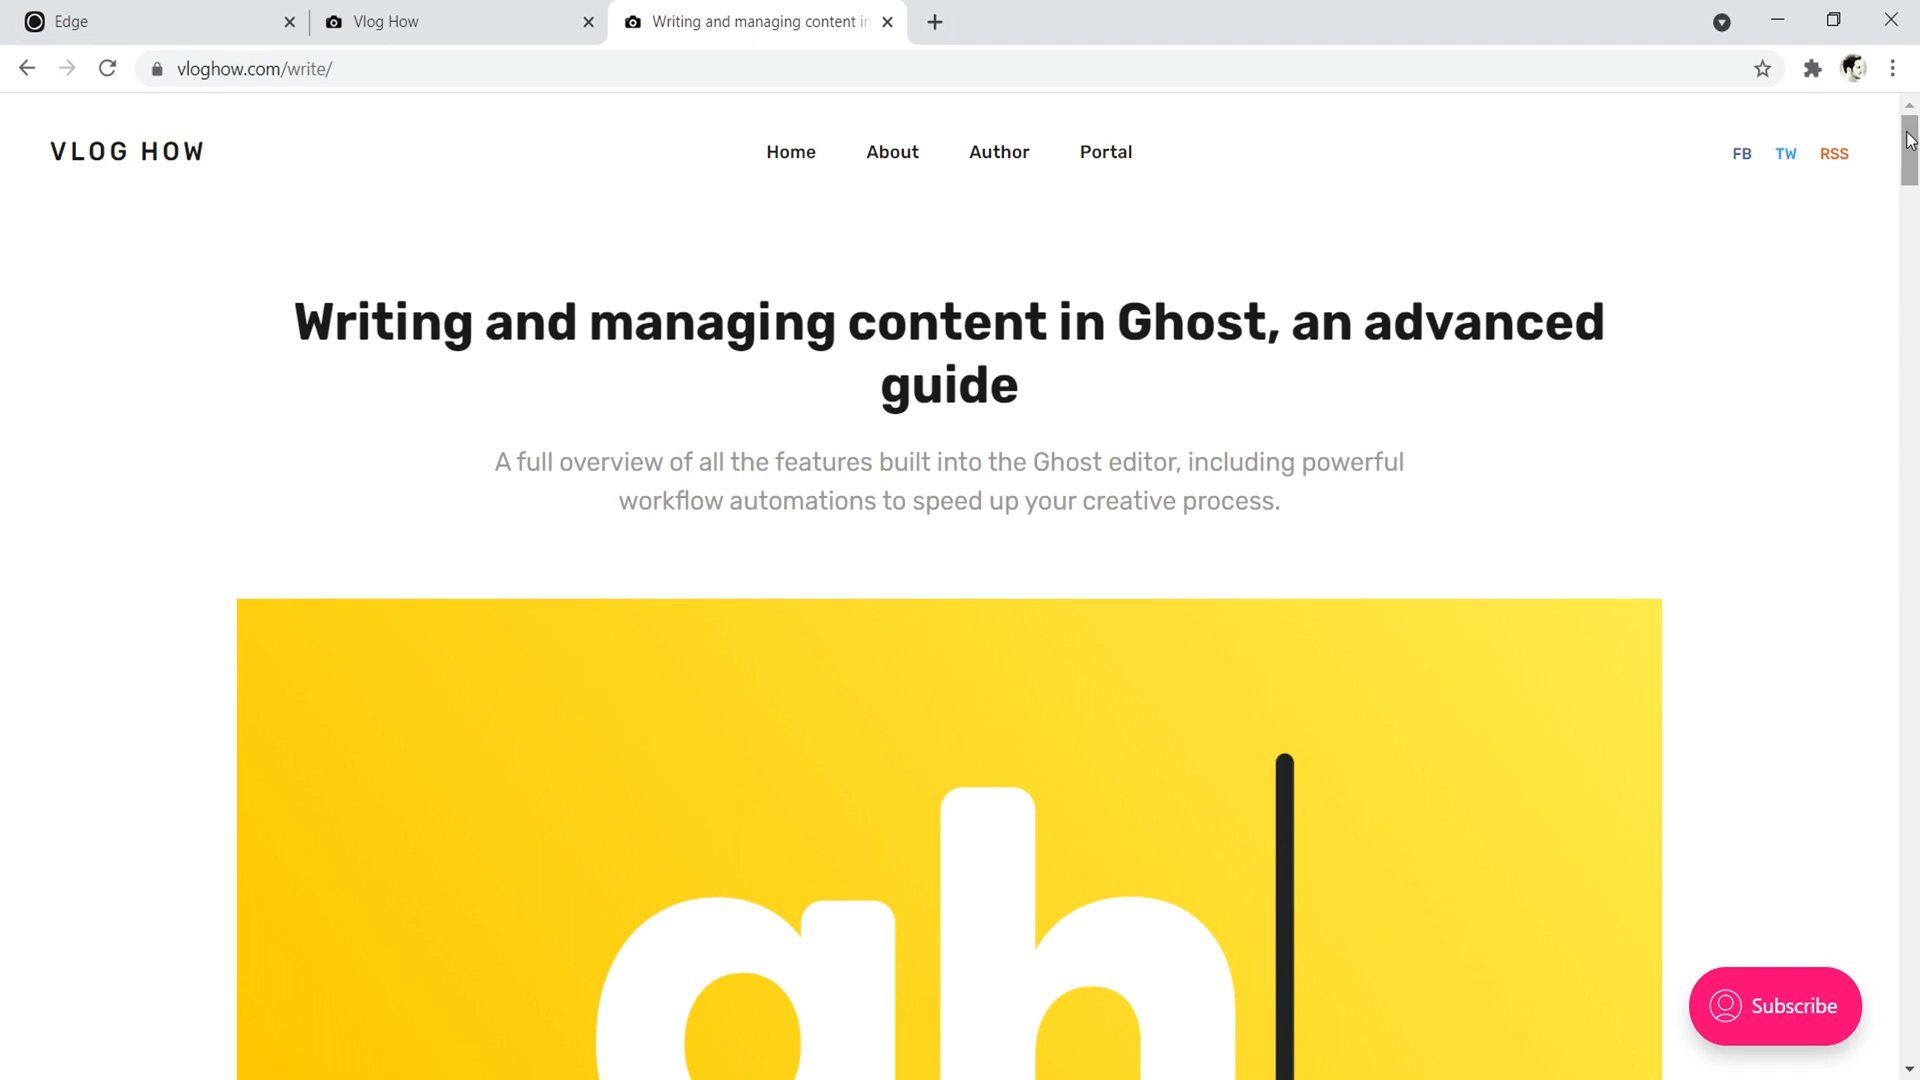 Edge
Vlog How
Writing and managing content in
vloghow.com/write/
VLOG HOW
Home
About
Author
Portal
FB
TW
RSS
Writing and managing content in Ghost, an advanced
guide
A full overview of all the features built into the Ghost editor, including powerful
workflow automations to speed up your creative process.
gh
Subscribe